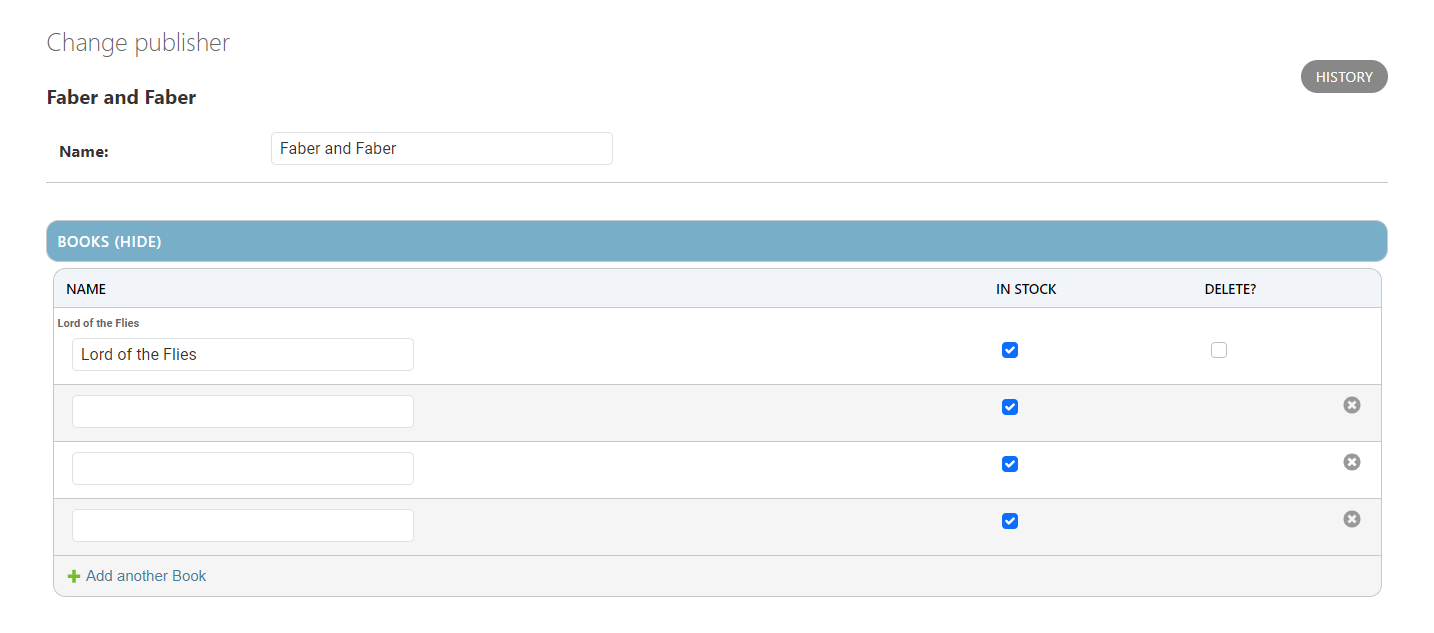 Change publisher
HISTORY
Faber and Faber
Name: Faber and Faber
BOOKS (HIDE)
NAME IN STOCK DELETE?
Lord of the Flies
Lord of the Flies
Add another Book